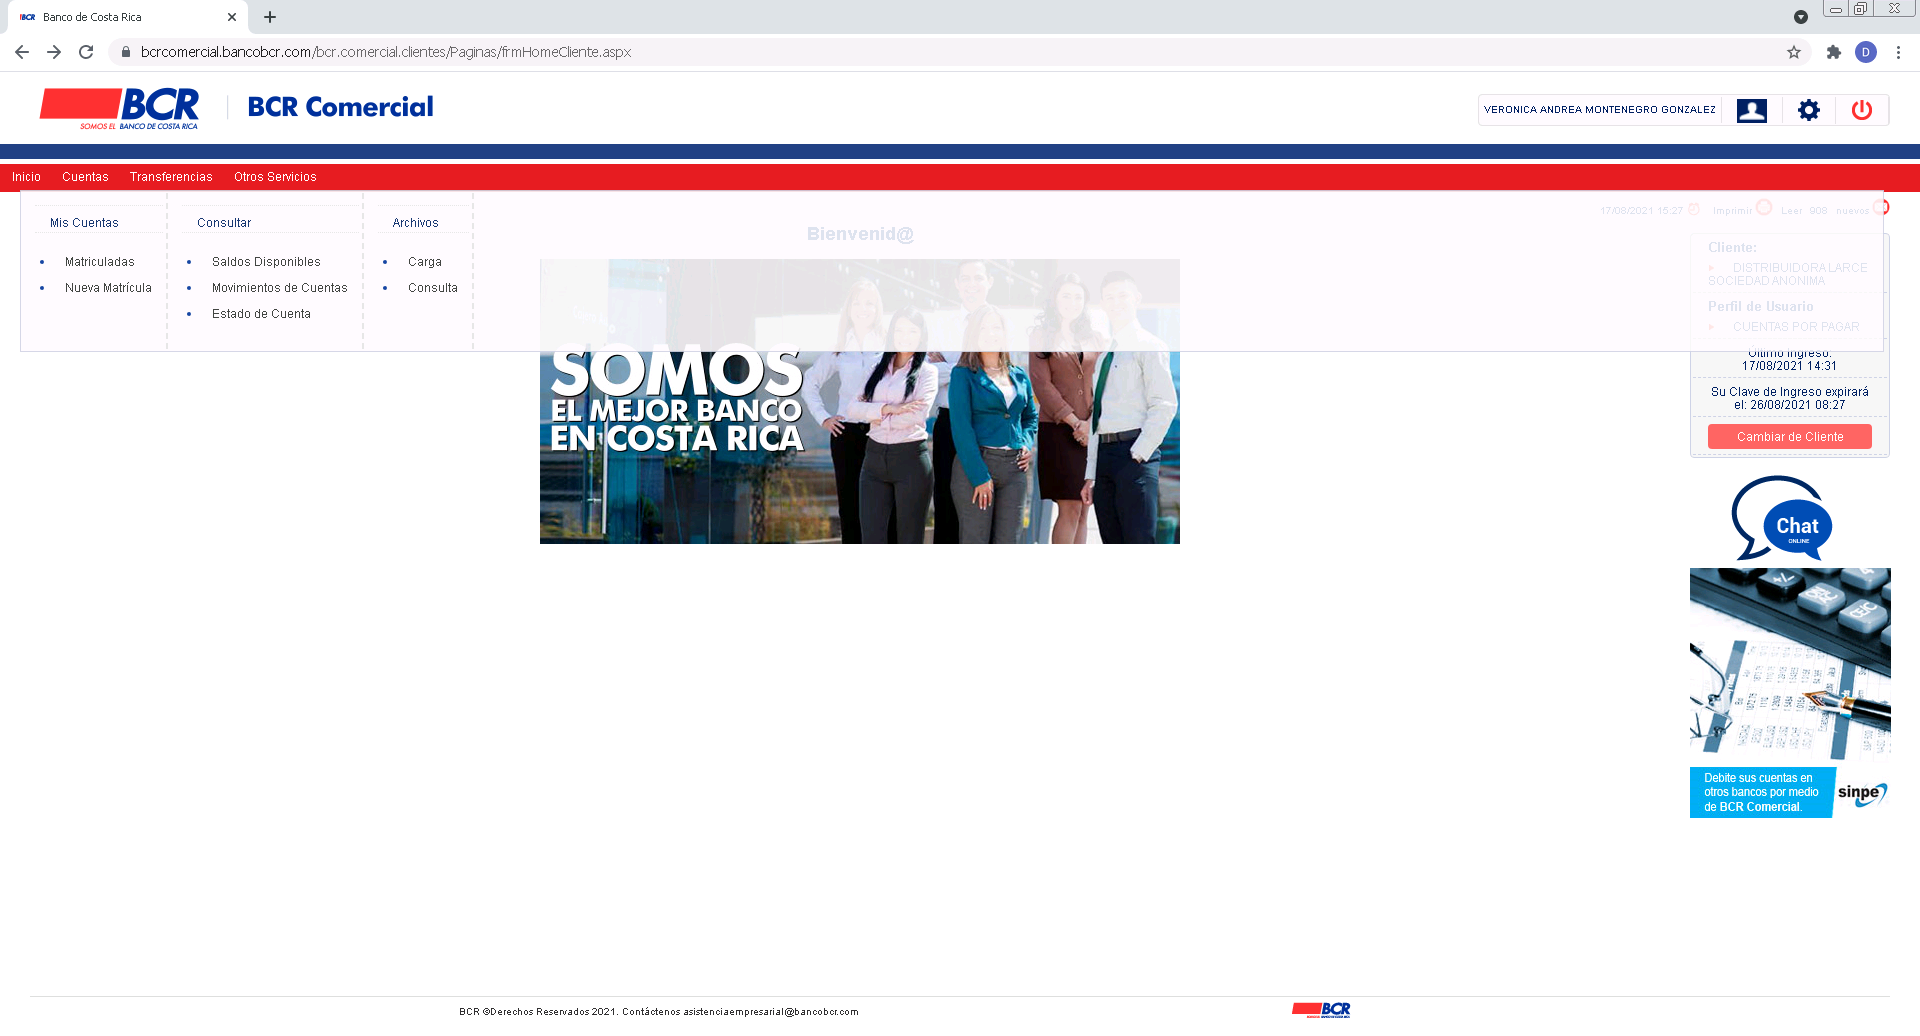 BCR Banco de Costa Rica
bcrcomercial.bancobcr.com/bcr.comercial.clientes/Paginas/frmHomeCliente.aspx
D
BCR
SOMOS EL BANCO DE COSTA RICA
BCR Comercial
VERONICA ANDREA MONTENEGRO GONZALEZ
Inicio Cuentas Transferencias Otros Servicios
Mis Cuentas
Matriculadas
Nueva Matrícula
Consultar
Saldos Disponibles
Movimientos de Cuentas
Estado de Cuenta
Archivos
Carga
Consulta
17/08/2021 15:27 Imprimir Leer 908 nuevos
Bienvenid@
SOMOS
EL MEJOR BANCO
EN COSTA RICA
Cliente:
DISTRIBUIDORA LARCE
SOCIEDAD ANONIMA
Perfil de Usuario
CUENTAS POR PAGAR
Último Ingreso:
17/08/2021 14:31
Su Clave de Ingreso expirará
el: 26/08/2021 08:27
Cambiar de Cliente
Chat
ONLINE
Debite sus cuentas en
otros bancos por medio
de BCR Comercial.
sinpe
BCR ©Derechos Reservados 2021. Contáctenos asistenciaempresarial@bancobcr.com
BCR